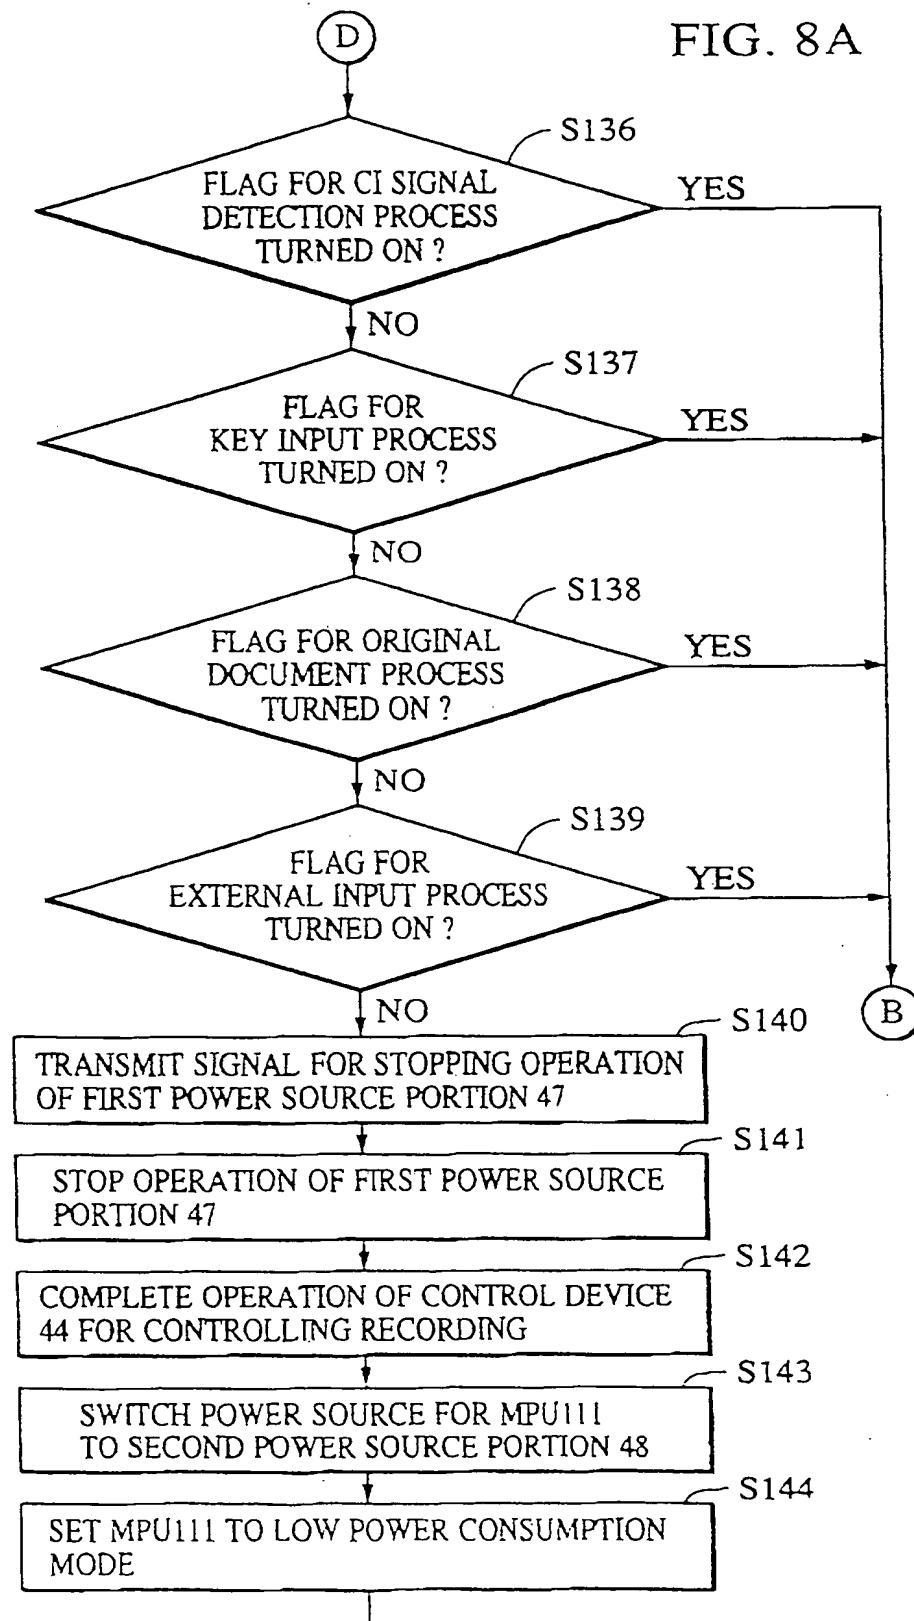 D
FIG. 8A
S136
FLAG FOR CI SIGNAL
DETECTION PROCESS
TURNED ON ?
YES
NO
S137
FLAG FOR
KEY INPUT PROCESS
TURNED ON ?
YES
NO
S138
FLAG FOR ORIGINAL
DOCUMENT PROCESS
TURNED ON ?
YES
NO
S139
FLAG FOR
EXTERNAL INPUT PROCESS
TURNED ON ?
YES
NO
B
S140
TRANSMIT SIGNAL FOR STOPPING OPERATION
OF FIRST POWER SOURCE PORTION 47
S141
STOP OPERATION OF FIRST POWER SOURCE
PORTION 47
S142
COMPLETE OPERATION OF CONTROL DEVICE
44 FOR CONTROLLING RECORDING
S143
SWITCH POWER SOURCE FOR MPU111
TO SECOND POWER SOURCE PORTION 48
S144
SET MPU111 TO LOW POWER CONSUMPTION
MODE